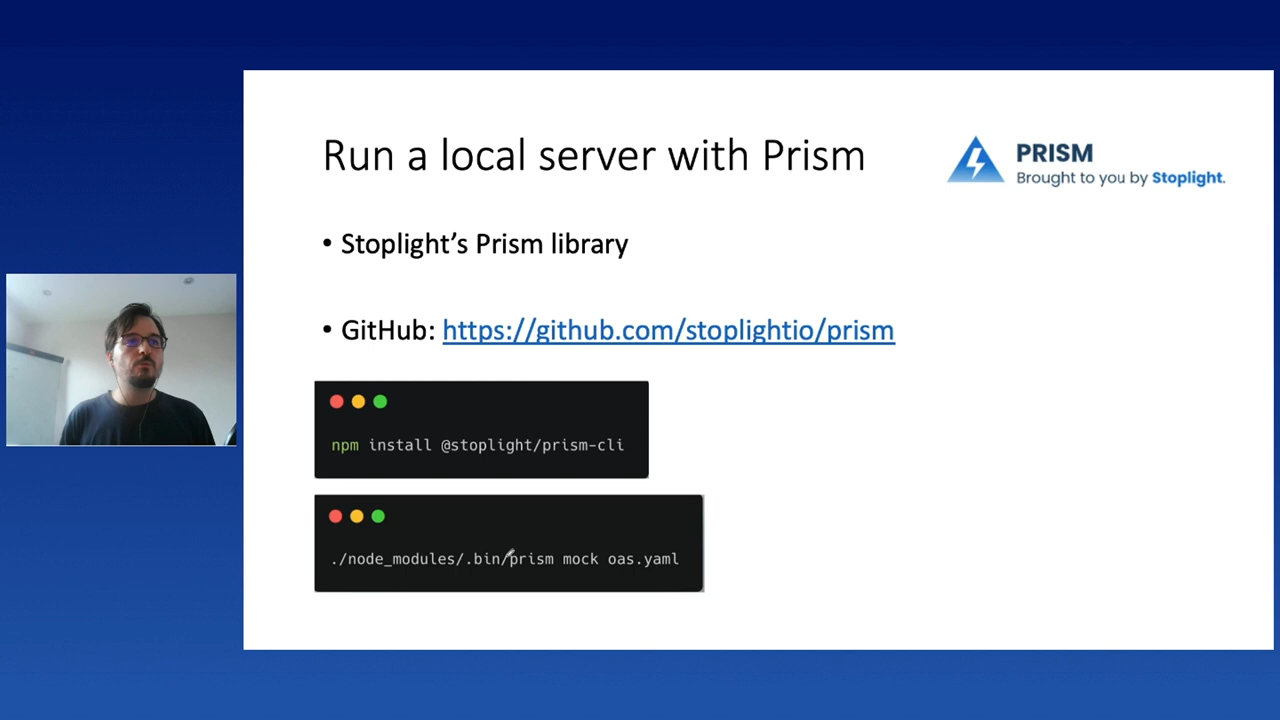 Run a local server with Prism
PRISM
Brought to you by Stoplight.
• Stoplight’s Prism library
• GitHub: https://github.com/stoplightio/prism
npm install @stoplight/prism-cli
./node_modules/.bin/prism mock oas.yaml